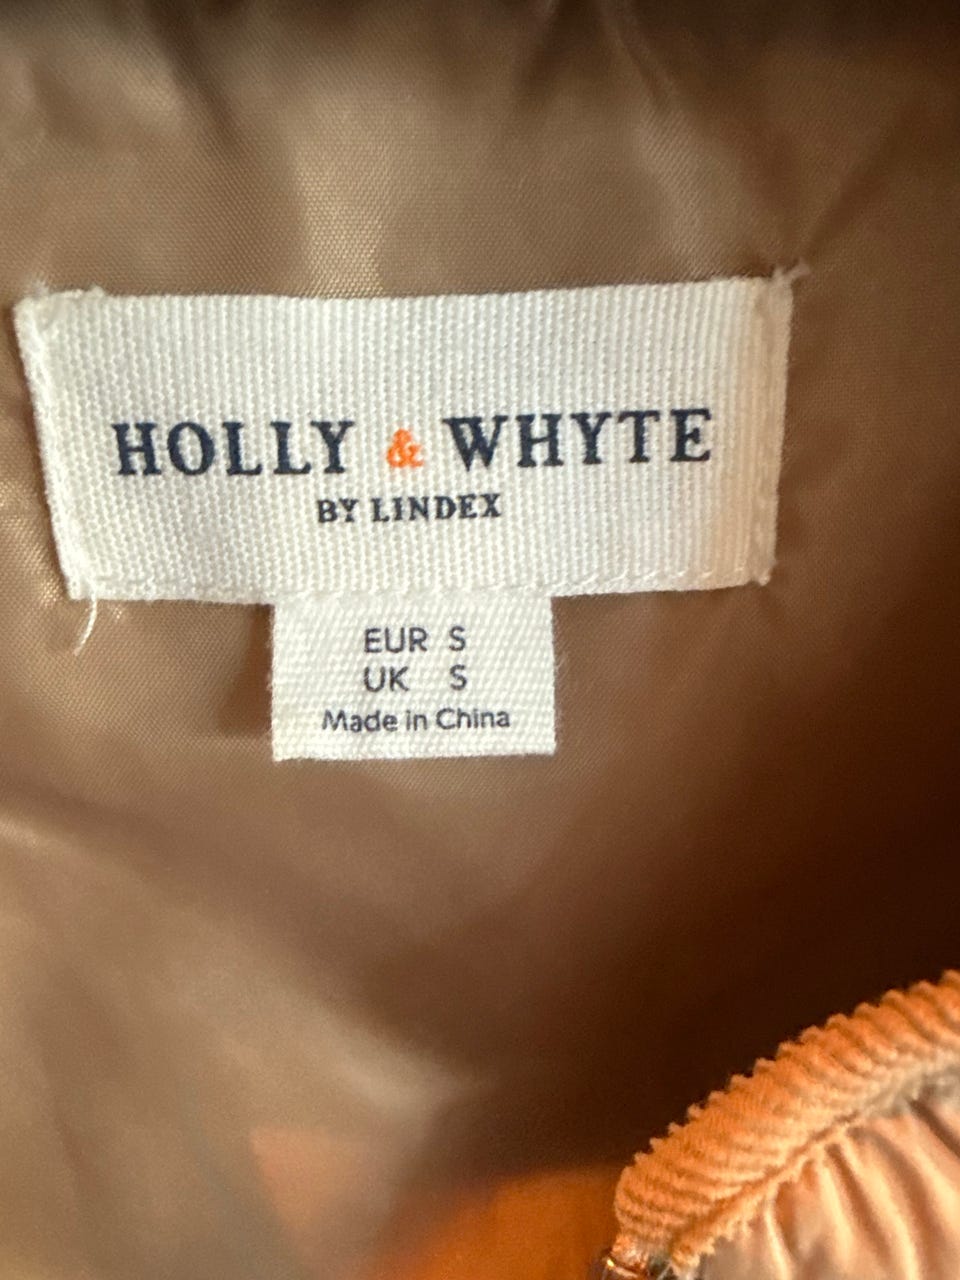 HOLLY & WHYTE
BY LINDEX
EUR S
UK S
Made in China